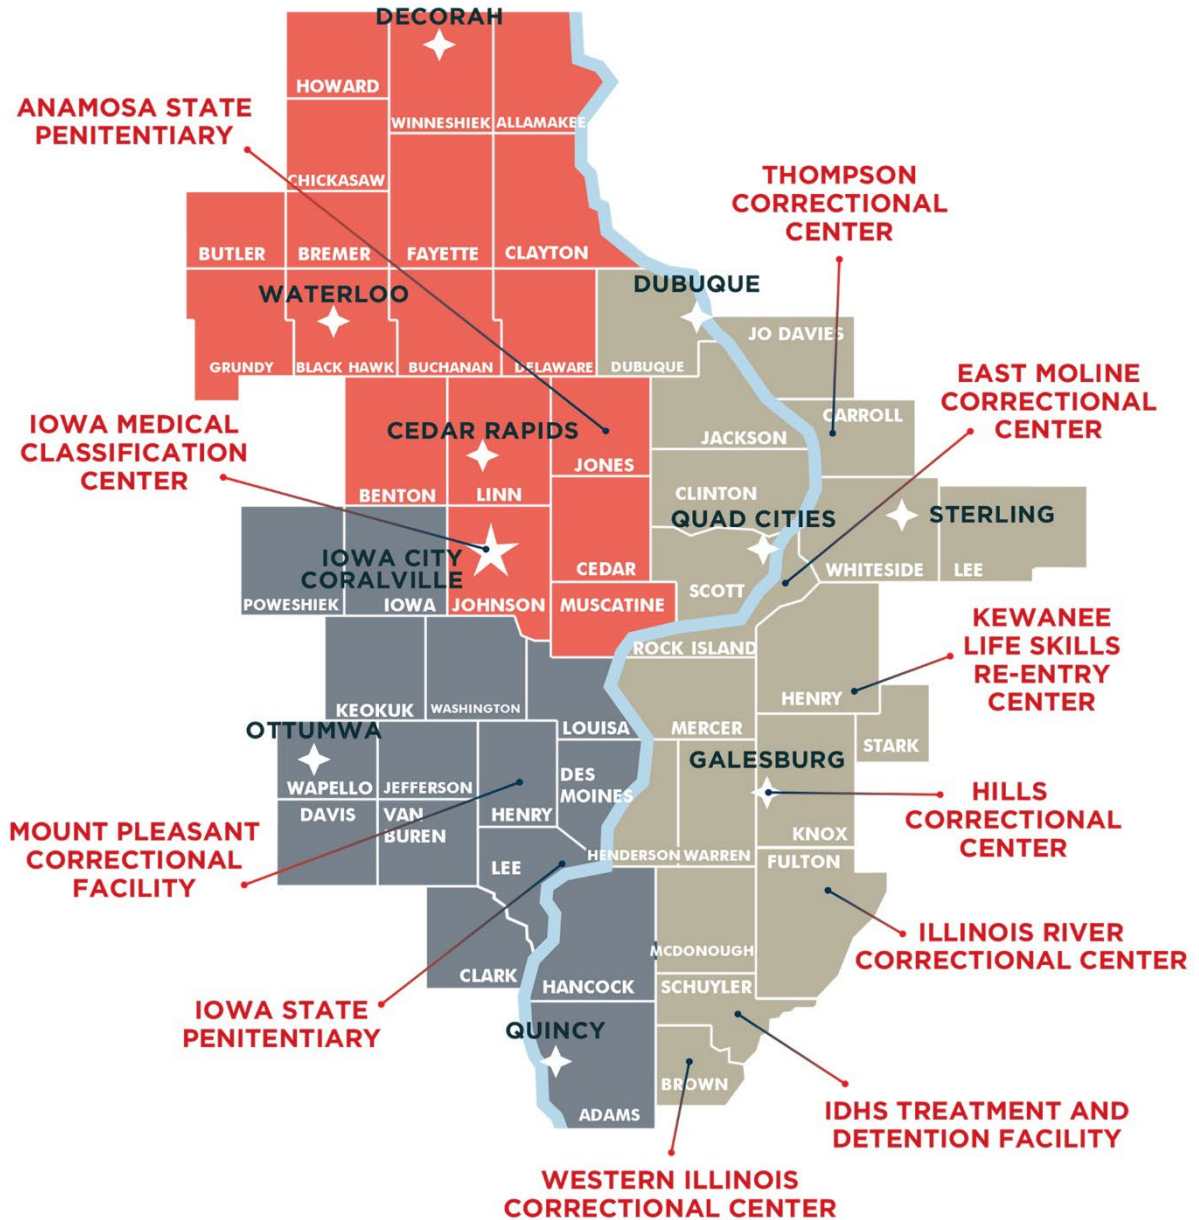 DECORAH
HOWARD
ANAMOSA STATE
PENITENTIARY
WINNESHIEK
ALLAMAKEE
CHICKASAW
THOMPSON
CORRECTIONAL
CENTER
BUTLER
BREMER
FAYETTE
CLAYTON
WATERLOO
DUBUQUE
JO DAVIES
GRUNDY
BLACK HAWK
BUCHANAN
DELAWARE
DUBUQUE
EAST MOLINE
CORRECTIONAL
CENTER
IOWA MEDICAL
CLASSIFICATION
CENTER
CEDAR RAPIDS
CARROLL
JACKSON
JONES
BENTON
LINN
CLINTON
QUAD CITIES
STERLING
IOWA CITY
CORALVILLE
CEDAR
WHITESIDE
LEE
SCOTT
POWESHIEK
IOWA
JOHNSON
MUSCATINE
KEWANEE
LIFE SKILLS
RE-ENTRY
CENTER
ROCK ISLAND
HENRY
KEOKUK
WASHINGTON
LOUISA
MERCER
STARK
OTTUMWA
GALESBURG
WAPELLO
JEFFERSON
DES
MOINES
HILLS
CORRECTIONAL
CENTER
DAVIS
VAN
BUREN
HENRY
KNOX
MOUNT PLEASANT
CORRECTIONAL
FACILITY
LEE
HENDERSON
WARREN
FULTON
ILLINOIS RIVER
CORRECTIONAL CENTER
MCDONOUGH
CLARK
HANCOCK
SCHUYLER
IOWA STATE
PENITENTIARY
QUINCY
BROWN
ADAMS
IDHS TREATMENT AND
DETENTION FACILITY
WESTERN ILLINOIS
CORRECTIONAL CENTER